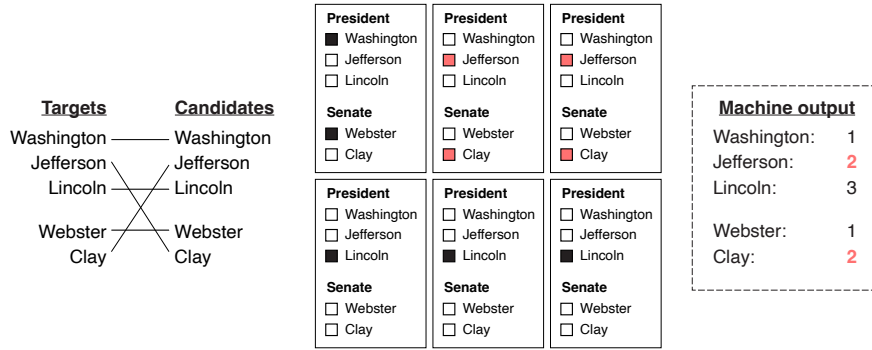 Targets Candidates
Washington Washington
Jefferson Jefferson
Lincoln Lincoln
Webster Webster
Clay Clay
President
Washington
Jefferson
Lincoln
Senate
Webster
Clay
President
Washington
Jefferson
Lincoln
Senate
Webster
Clay
President
Washington
Jefferson
Lincoln
Senate
Webster
Clay
President
Washington
Jefferson
Lincoln
Senate
Webster
Clay
President
Washington
Jefferson
Lincoln
Senate
Webster
Clay
President
Washington
Jefferson
Lincoln
Senate
Webster
Clay
Machine output
Washington: 1
Jefferson: 2
Lincoln: 3
Webster: 1
Clay: 2